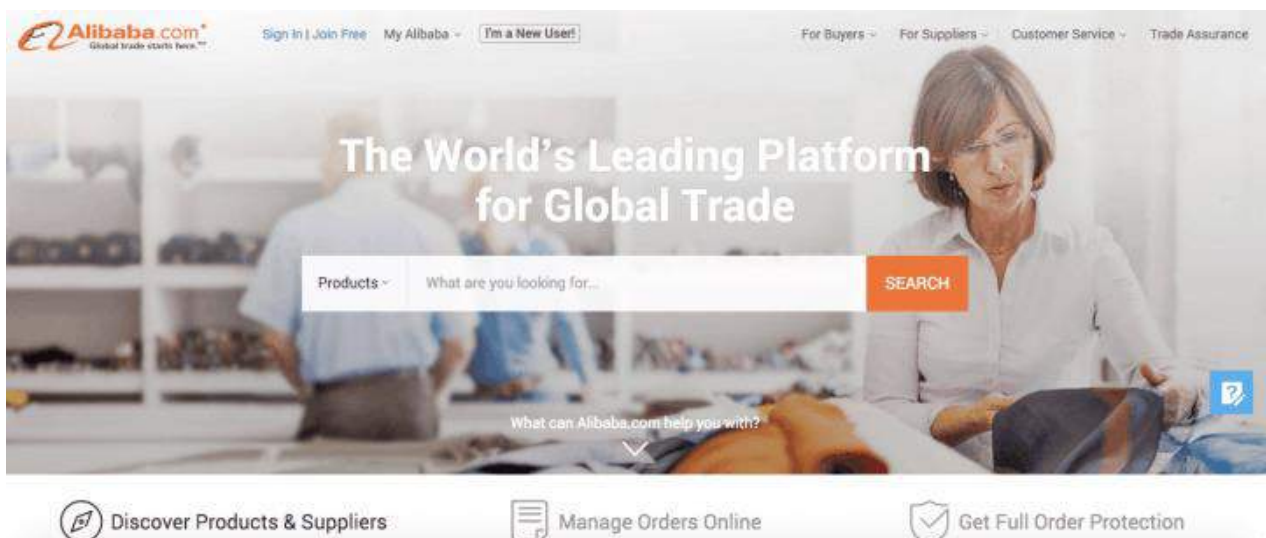 Alibaba.com
Global trade starts here.™
Sign In | Join Free My Alibaba I'm a New User!
For Buyers For Suppliers Customer Service Trade Assurance
The World's Leading Platform
for Global Trade
Products What are you looking for... SEARCH
What can Alibaba.com help you with?
Discover Products & Suppliers Manage Orders Online Get Full Order Protection